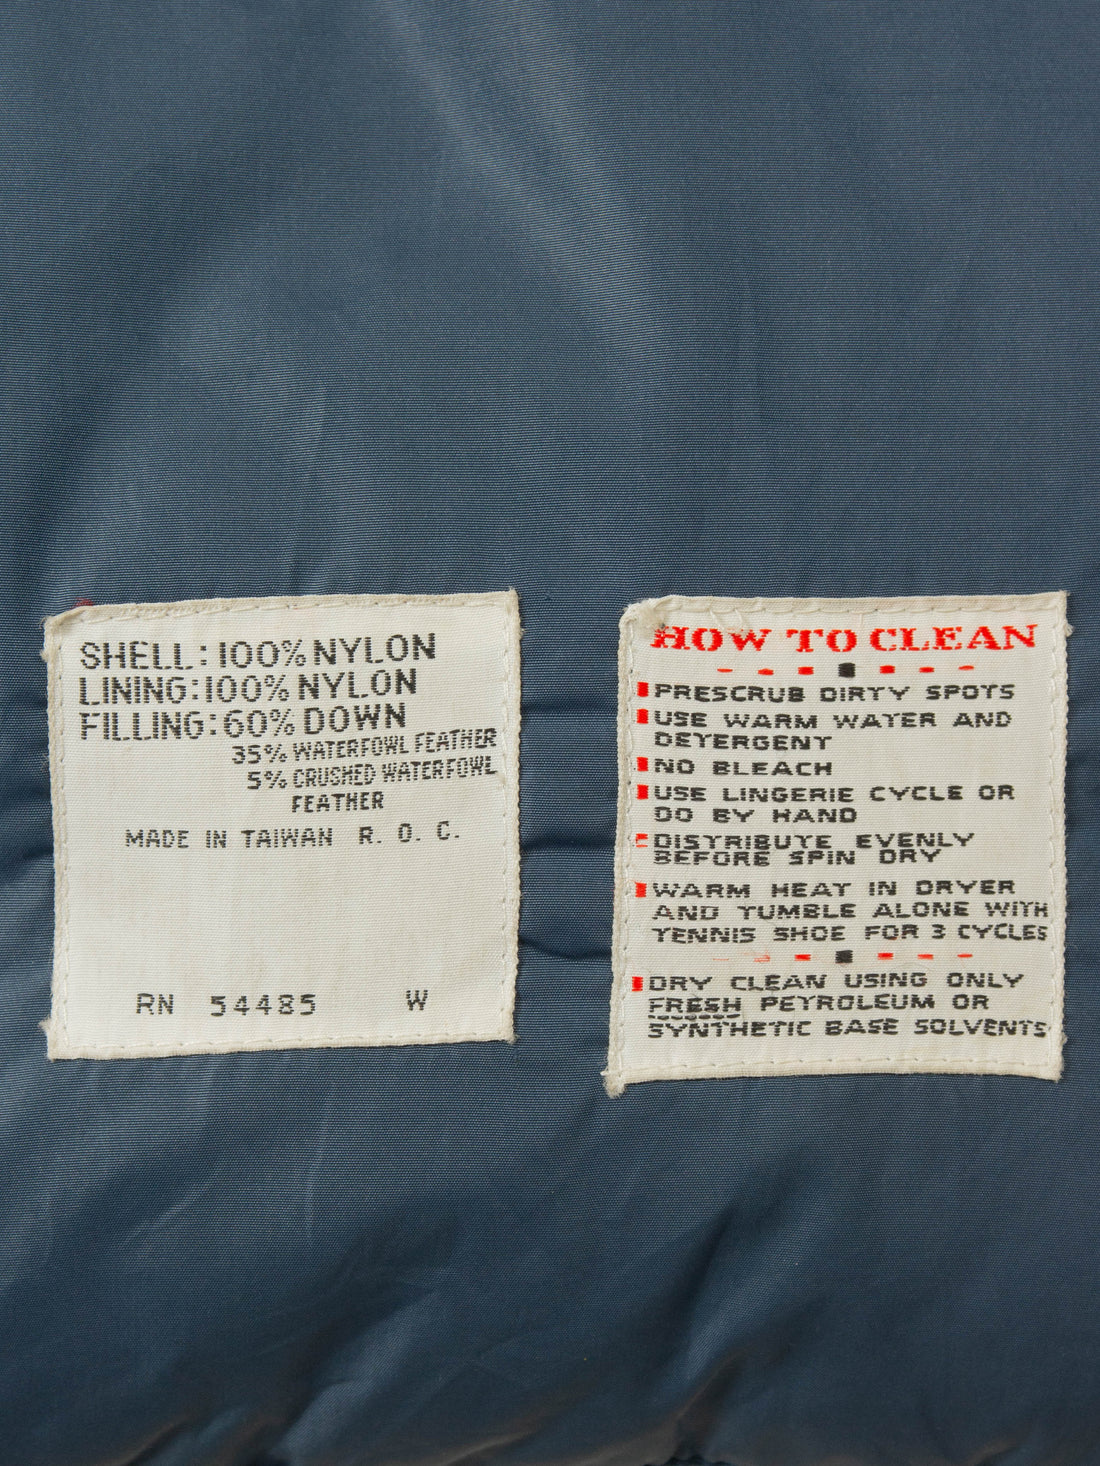 SHELL: 100% NYLON
LINING: 100% NYLON
FILLING: 60% DOWN
35% WATERFOWL FEATHER
5% CRUSHED WATERFOWL
FEATHER
MADE IN TAIWAN R. O. C.
RN 54485 W
HOW TO CLEAN
PRESCRUB DIRTY SPOTS
USE WARM WATER AND
DETERGENT
NO BLEACH
USE LINGERIE CYCLE OR
DO BY HAND
DISTRIBUTE EVENLY
BEFORE SPIN DRY
WARM HEAT IN DRYER
AND TUMBLE ALONE WITH
TENNIS SHOE FOR 3 CYCLES
DRY CLEAN USING ONLY
FRESH PETROLEUM OR
SYNTHETIC BASE SOLVENTS